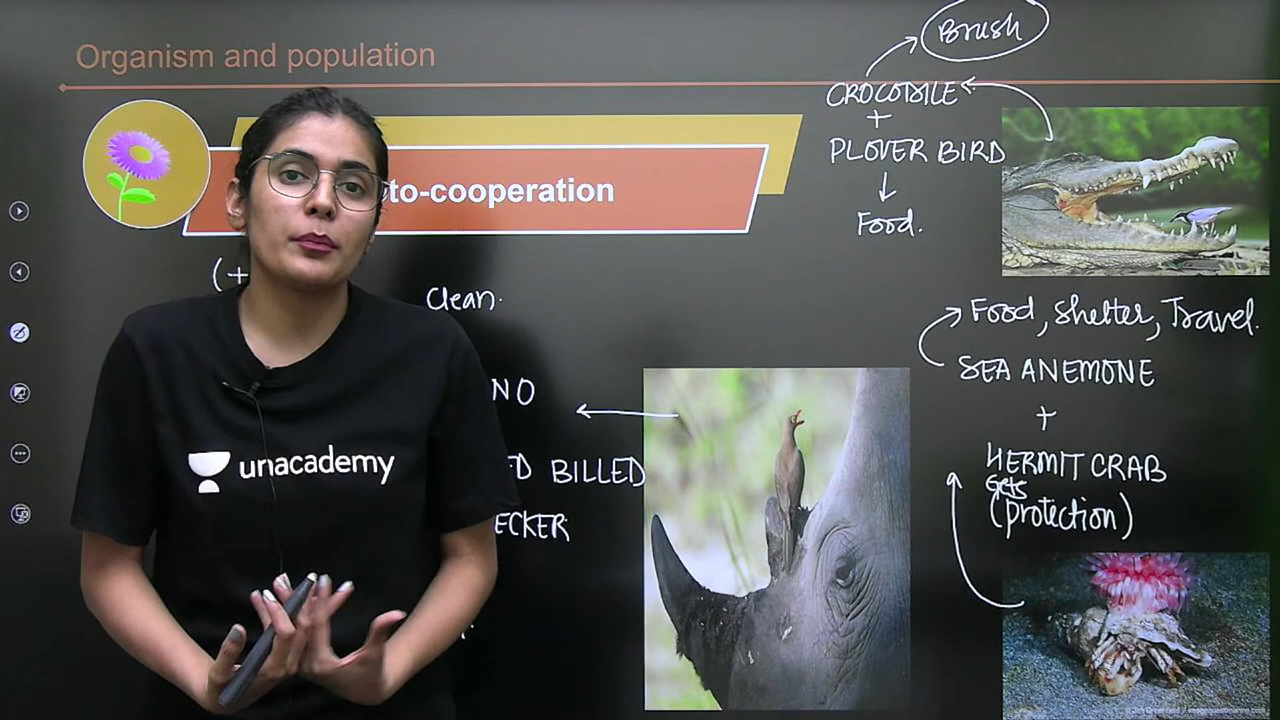 Organism and population
to-cooperation
(+
Clean.
NO
ED BILLED
ECKER
unacademy
Brush
CROCODILE
+
PLOVER BIRD
↓
Food.
Food, Shelter, Travel.
SEA ANEMONE
+
HERMIT CRAB
Gets
(protection)